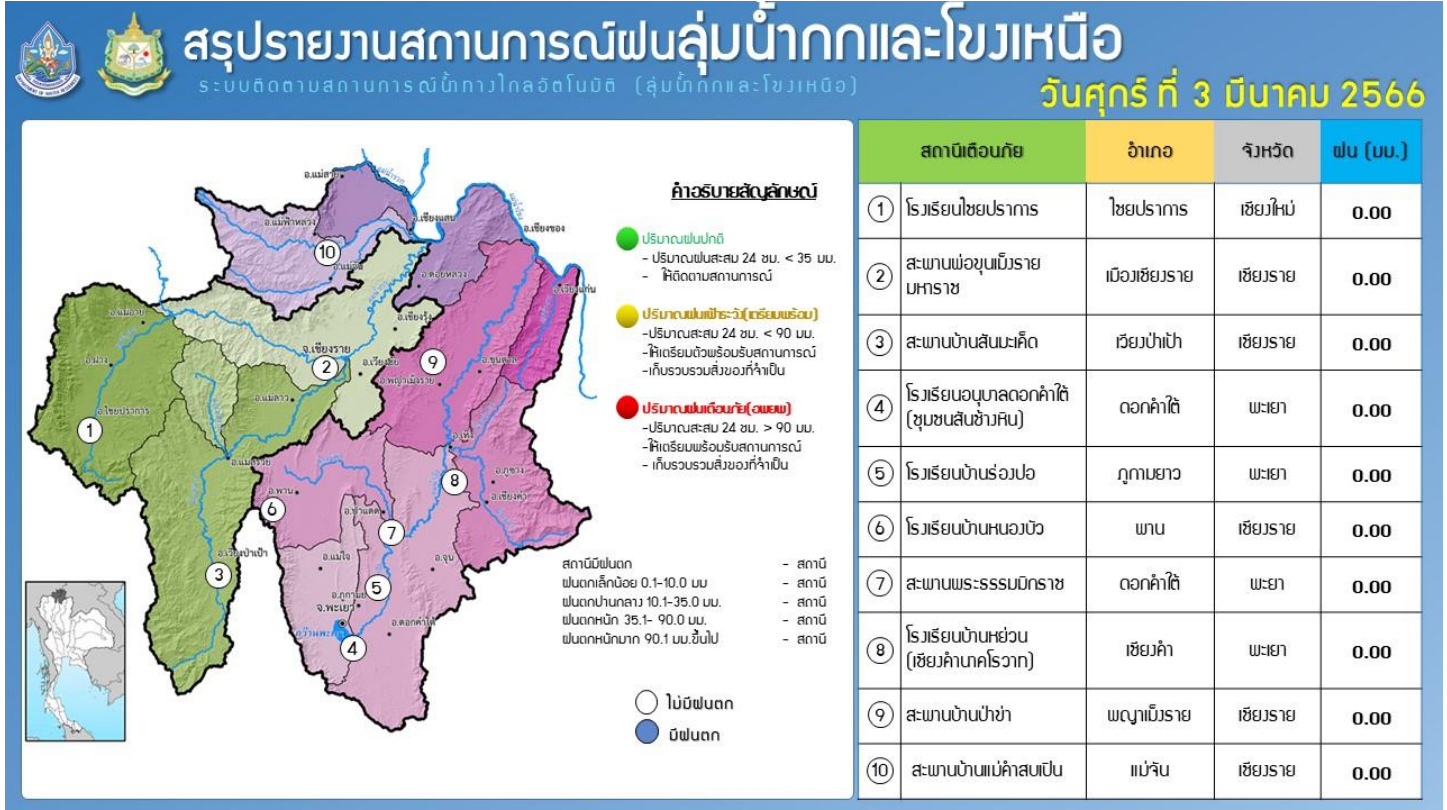 สรุปรายงานสถานการณ์ฝนลุ่มน้ำกกและโขงเหนือ
ระบบติดตามสถานการณ์น้ำทางไกลอัตโนมัติ (ลุ่มน้ำกกและโขงเหนือ)
วันศุกร์ ที่ 3 มีนาคม 2566
อ.แม่สาย
แม่น้ำรวก
อ.แม่ฟ้าหลวง
อ.เชียงแสน
แม่น้ำโขง
อ.เชียงของ
10
อ.แม่จัน
อ.ดอยหลวง
อ.เวียงแก่น
อ.แม่อาย
อ.เชียงรุ้ง
จ.เชียงราย
อ.ฝาง
2
อ.เวียงชัย
9
อ.ขุนตาล
อ.พญาเม็งราย
อ.แม่ลาว
อ.ไชยปราการ
1
อ.เทิง
อ.แม่สรวย
8
อ.ภูซาง
อ.พาน
อ.เชียงคำ
6
อ.ป่าแดด
7
อ.เวียงป่าเป้า
อ.แม่ใจ
อ.จุน
3
5
จ.พะเยา
อ.ดอกคำใต้
4
คำอธิบายสัญลักษณ์
ปริมาณฝนปกติ
- ปริมาณฝนสะสม 24 ชม. < 35 มม.
- ให้ติดตามสถานการณ์
ปริมาณฝนเฝ้าระวัง(เตรียมพร้อม)
-ปริมาณสะสม 24 ชม. < 90 มม.
-ให้เตรียมตัวพร้อมรับสถานการณ์
-เก็บรวบรวมสิ่งของที่จำเป็น
ปริมาณฝนเตือนภัย(อพยพ)
-ปริมาณสะสม 24 ชม. > 90 มม.
-ให้เตรียมพร้อมรับสถานการณ์
- เก็บรวบรวมสิ่งของที่จำเป็น
สถานีมีฝนตก - สถานี
ฝนตกเล็กน้อย 0.1-10.0 มม - สถานี
ฝนตกปานกลาง 10.1-35.0 มม. - สถานี
ฝนตกหนัก 35.1- 90.0 มม. - สถานี
ฝนตกหนักมาก 90.1 มม.ขึ้นไป - สถานี
ไม่มีฝนตก
มีฝนตก
สถานีเตือนภัย อำเภอ จังหวัด ฝน (มม.)
1 โรงเรียนไชยปราการ ไชยปราการ เชียงใหม่ 0.00
2 สะพานพ่อขุนเม็งราย
มหาราช เมืองเชียงราย เชียงราย 0.00
3 สะพานบ้านสันมะเค็ด เวียงป่าเป้า เชียงราย 0.00
4 โรงเรียนอนุบาลดอกคำใต้
(ชุมชนสันช้างหิน) ดอกคำใต้ พะเยา 0.00
5 โรงเรียนบ้านร่องปอ ภูกามยาว พะเยา 0.00
6 โรงเรียนบ้านหนองบัว พาน เชียงราย 0.00
7 สะพานพระธรรมมิกราช ดอกคำใต้ พะยา 0.00
8 โรงเรียนบ้านหย่วน
(เชียงคำนาคโรวาท) เชียงคำ พะเยา 0.00
9 สะพานบ้านป่าข่า พญาเม็งราย เชียงราย 0.00
10 สะพานบ้านแม่คำสบเปิน แม่จัน เชียงราย 0.00